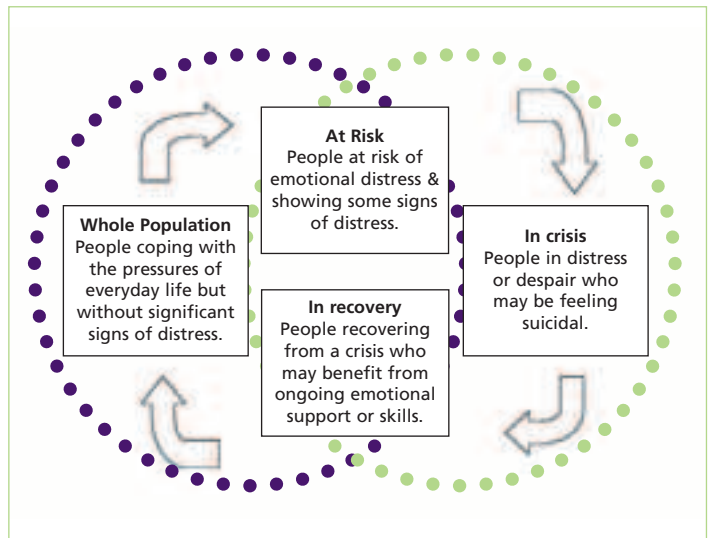 At Risk
People at risk of
emotional distress &
showing some signs
of distress.
Whole Population
People coping with
the pressures of
everyday life but
without significant
signs of distress.
In crisis
People in distress
or despair who
may be feeling
suicidal.
In recovery
People recovering
from a crisis who
may benefit from
ongoing emotional
support or skills.